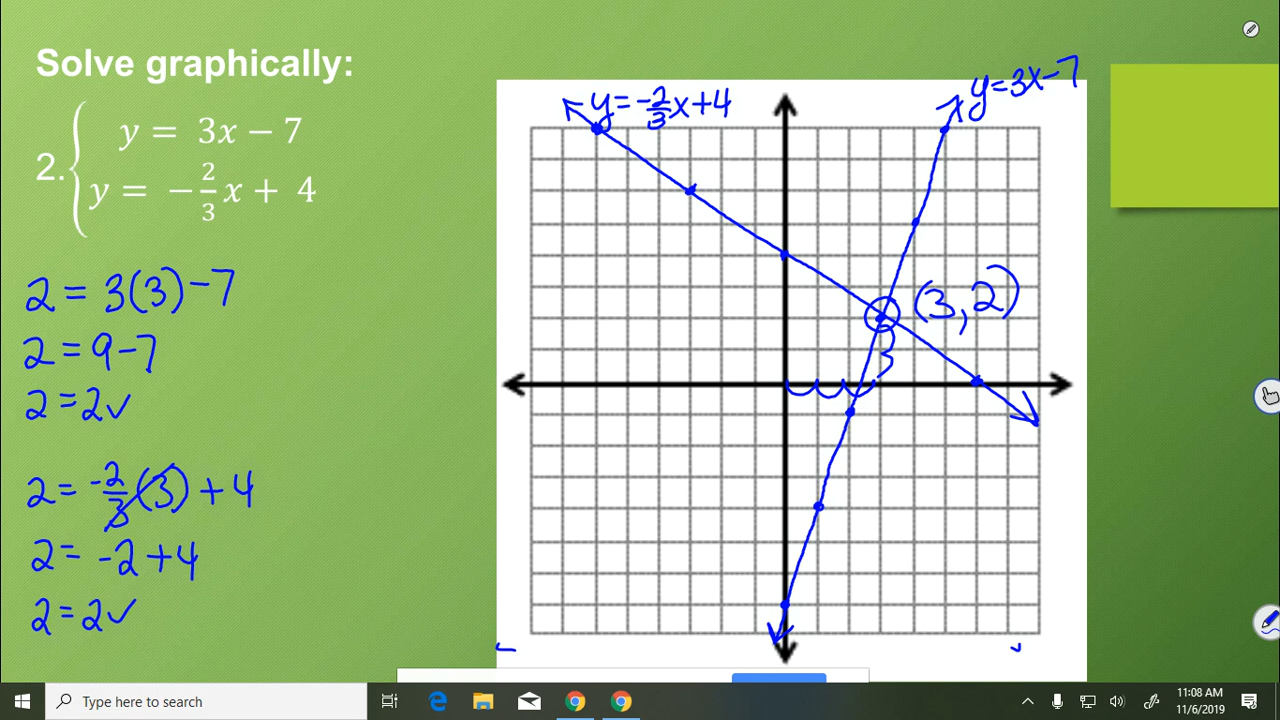 Solve graphically:
2. y = 3x − 7
y = −2/3 x + 4
2 = 3(3) − 7
2 = 9 − 7
2 = 2✓
2 = -2/3 (3) + 4
2 = -2 + 4
2 = 2✓
y = -2/3 x + 4
y = 3x − 7
(3, 2)
Type here to search
11:08 AM
11/6/2019